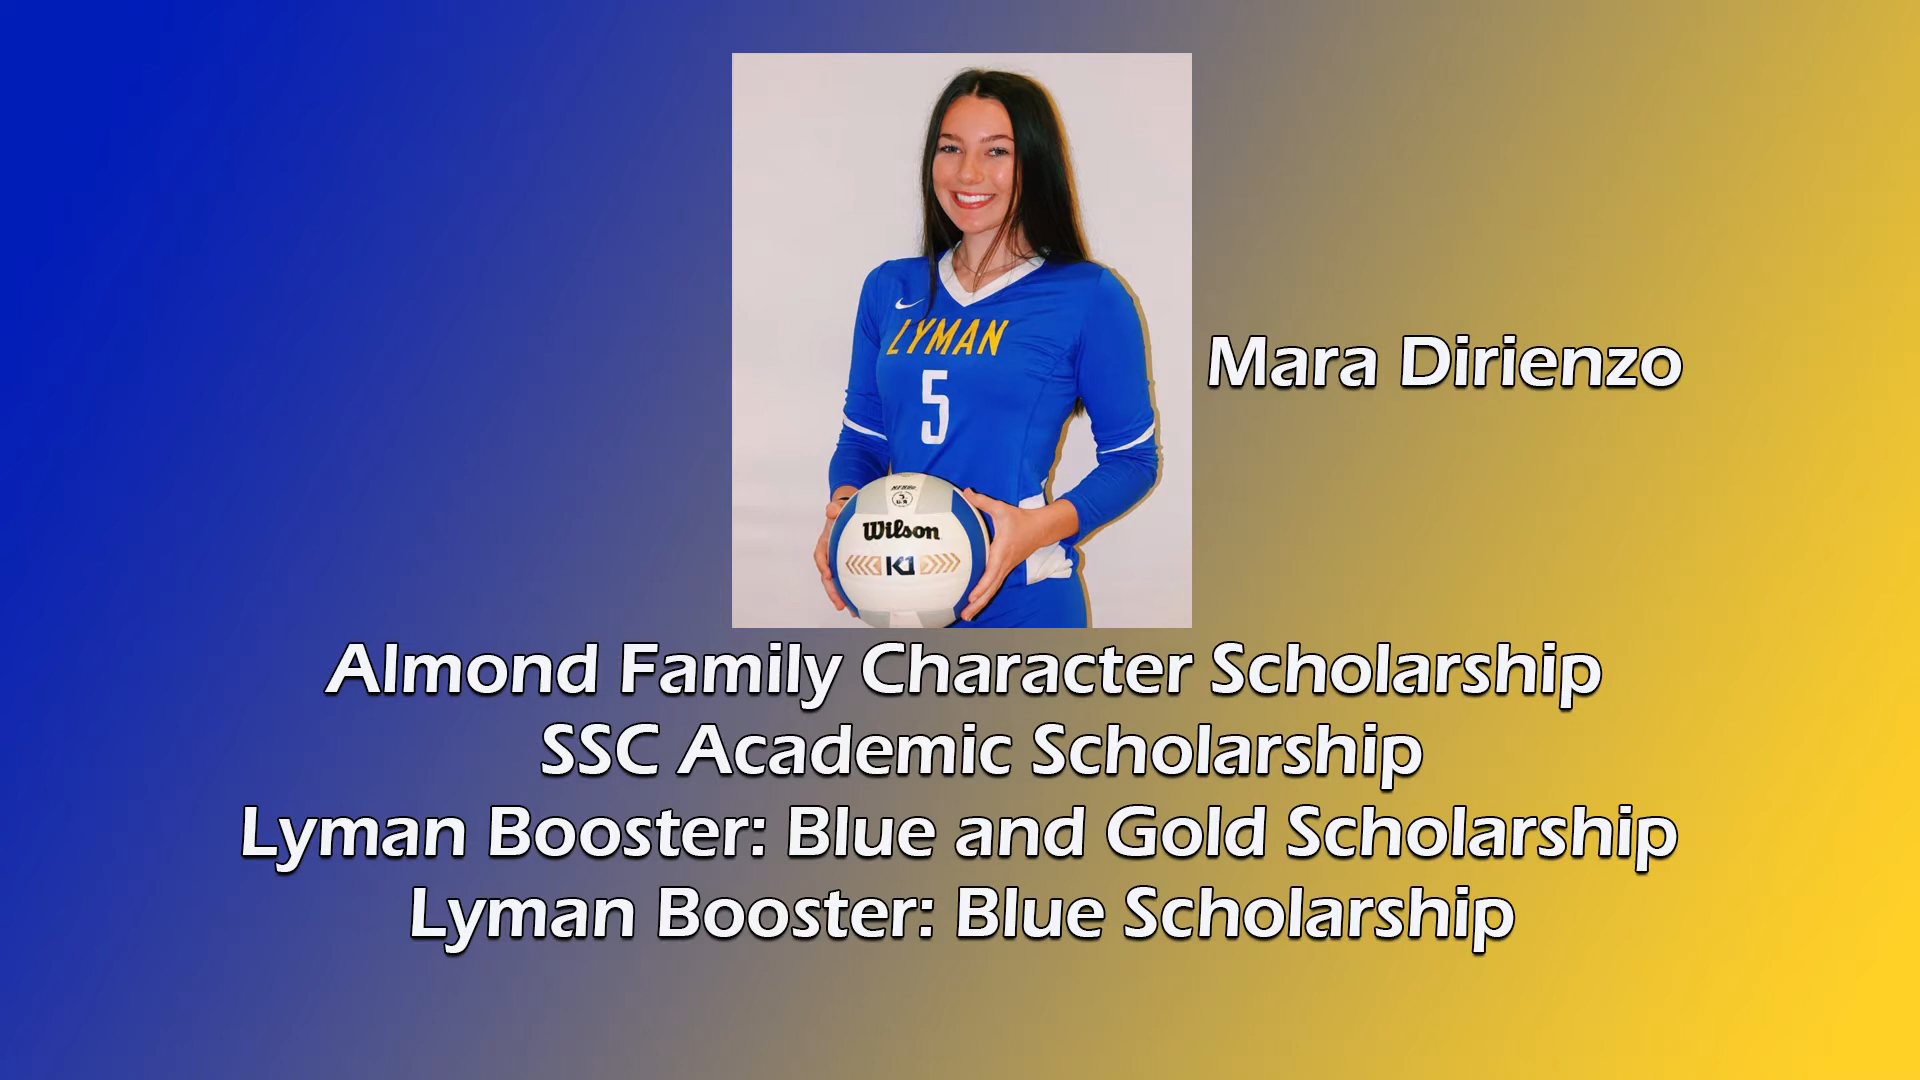 LYMAN
5
Mara Dirienzo
Wilson
K1
Almond Family Character Scholarship
SSC Academic Scholarship
Lyman Booster: Blue and Gold Scholarship
Lyman Booster: Blue Scholarship